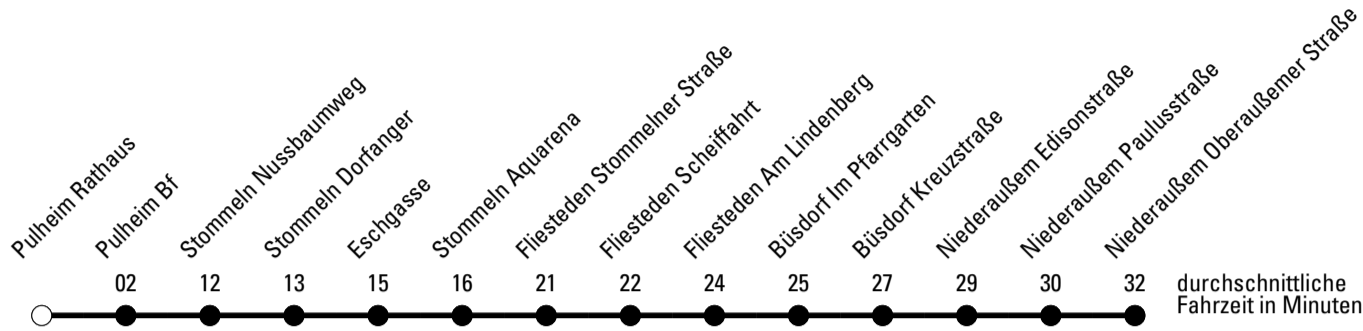 Pulheim Rathaus
Pulheim Bf
Stommeln Nussbaumweg
Stommeln Dorfanger
Eschgasse
Stommeln Aquarena
Fliesteden Stommelner Straße
Fliesteden Scheiffahrt
Fliesteden Am Lindenberg
Büsdorf Im Pfarrgarten
Büsdorf Kreuzstraße
Niederaußem Edisonstraße
Niederaußem Paulusstraße
Niederaußem Oberaußemer Straße
02 12 13 15 16 21 22 24 25 27 29 30 32
durchschnittliche
Fahrzeit in Minuten